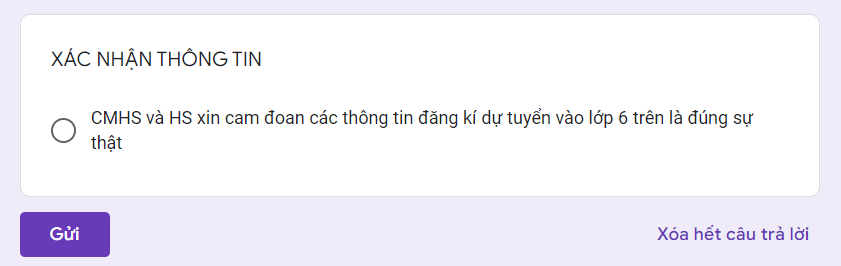 XÁC NHẬN THÔNG TIN
CMHS và HS xin cam đoan các thông tin đăng kí dự tuyển vào lớp 6 trên là đúng sự
thật
Gửi
Xóa hết câu trả lời